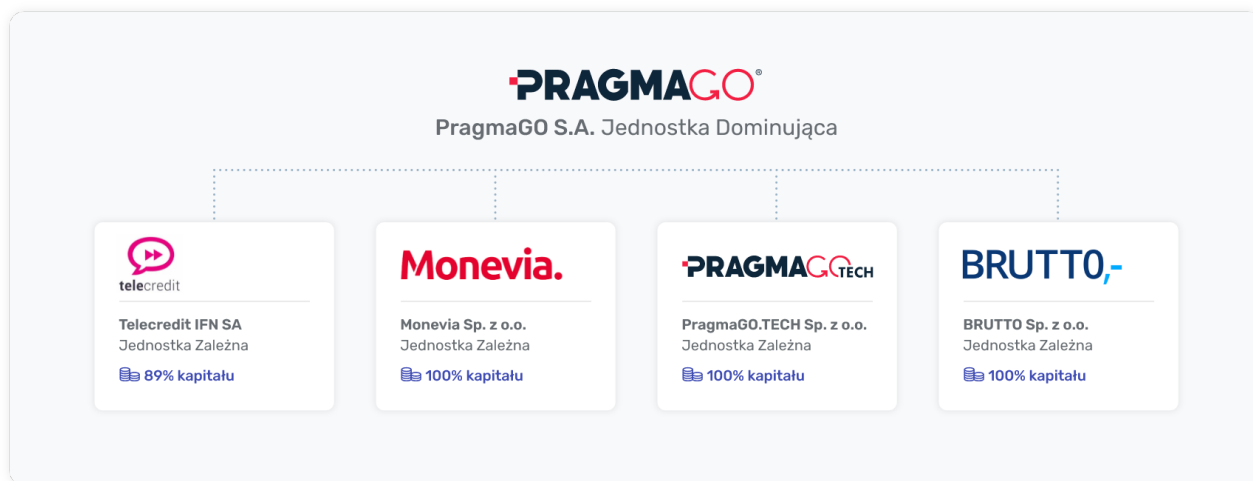 PRAGMAGO®
PragmaGO S.A. Jednostka Dominująca
telecredit
Telecredit IFN SA
Jednostka Zależna
89% kapitału
Monevia.
Monevia Sp. z o.o.
Jednostka Zależna
100% kapitału
PRAGMAGO TECH
PragmaGO.TECH Sp. z o.o.
Jednostka Zależna
100% kapitału
BRUTTO,-
BRUTTO Sp. z o.o.
Jednostka Zależna
100% kapitału